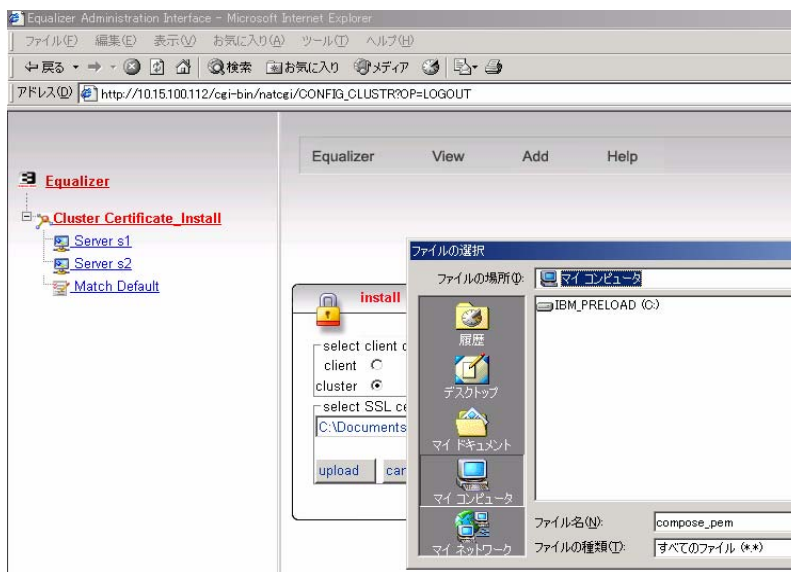 Equalizer Administration Interface - Microsoft Internet Explorer
ファイル(F) 編集(E) 表示(V) お気に入り(A) ツール(T) ヘルプ(H)
戻る 検索 お気に入り メディア
アドレス(D) http://10.15.100.112/cgi-bin/natcgi/CONFIG_CLUSTR?OP=LOGOUT
Equalizer View Add Help
Equalizer
Cluster Certificate_Install
Server s1
Server s2
Match Default
install
select client c
client
cluster
select SSL ce
C:\Documents
upload can
ファイルの選択
ファイルの場所(I): マイ コンピュータ
IBM_PRELOAD (C:)
履歴
デスクトップ
マイ ドキュメント
マイ コンピュータ
マイ ネットワーク
ファイル名(N): compose_pem
ファイルの種類(T): すべてのファイル (*.*)